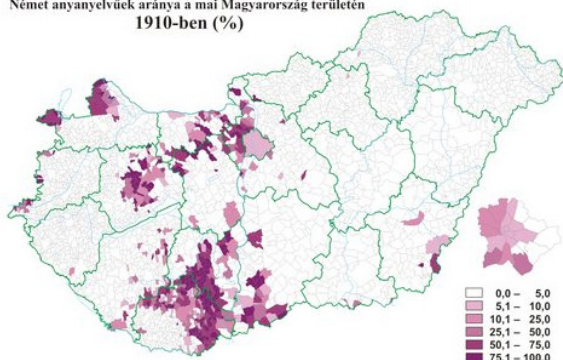 Német anyanyelvűek aránya a mai Magyarország területén
1910-ben (%)
0,0 – 5,0
5,1 – 10,0
10,1 – 25,0
25,1 – 50,0
50,1 – 75,0
75,1 – 100,0